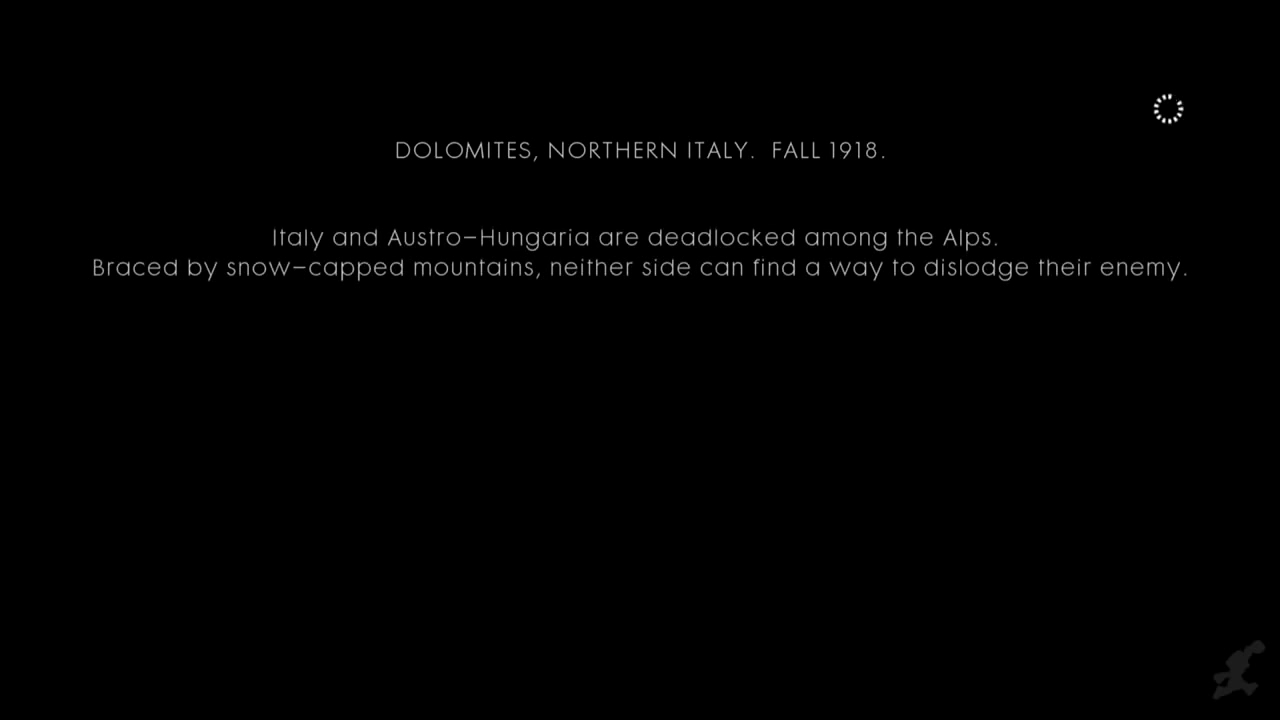 DOLOMITES, NORTHERN ITALY. FALL 1918.
Italy and Austro-Hungaria are deadlocked among the Alps.
Braced by snow-capped mountains, neither side can find a way to dislodge their enemy.